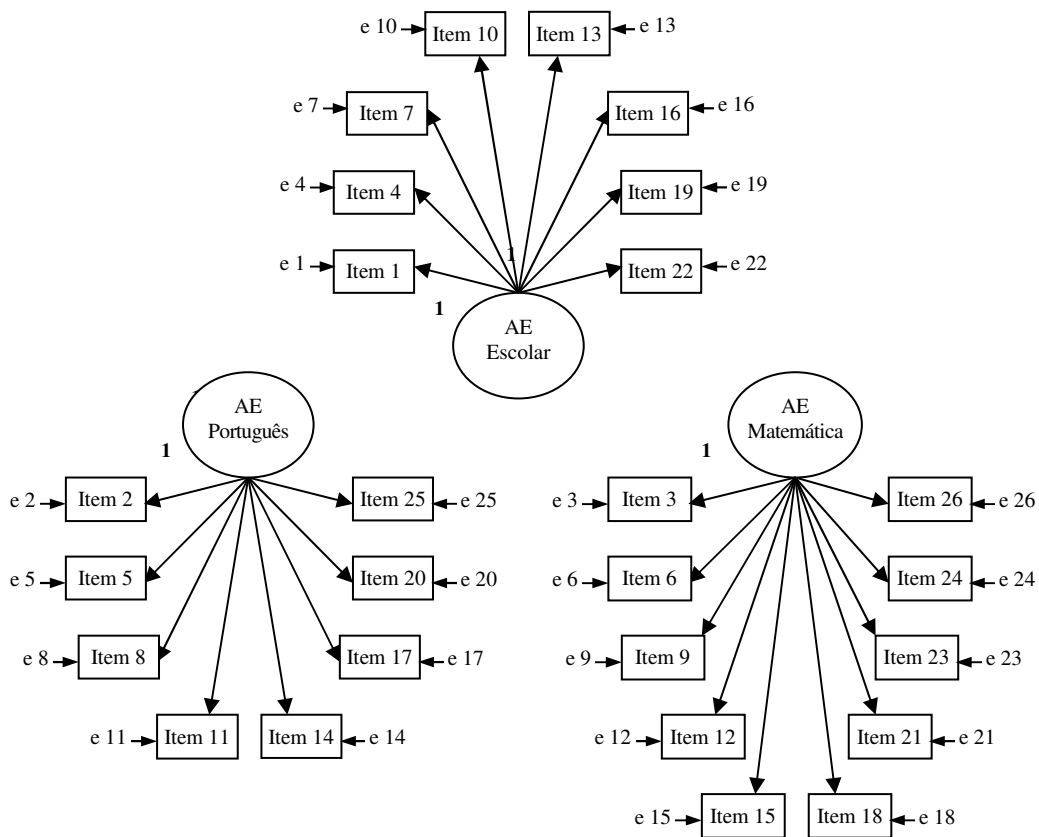 e 10 Item 10 Item 13 e 13
e 7 Item 7 Item 16 e 16
e 4 Item 4 Item 19 e 19
1
e 1 Item 1 Item 22 e 22
1
AE
Escolar
AE
Português
1
AE
Matemática
1
e 2 Item 2 Item 25 e 25
e 3 Item 3 Item 26 e 26
e 5 Item 5 Item 20 e 20
e 6 Item 6 Item 24 e 24
e 8 Item 8 Item 17 e 17
e 9 Item 9 Item 23 e 23
e 11 Item 11 Item 14 e 14
e 12 Item 12 Item 21 e 21
e 15 Item 15 Item 18 e 18